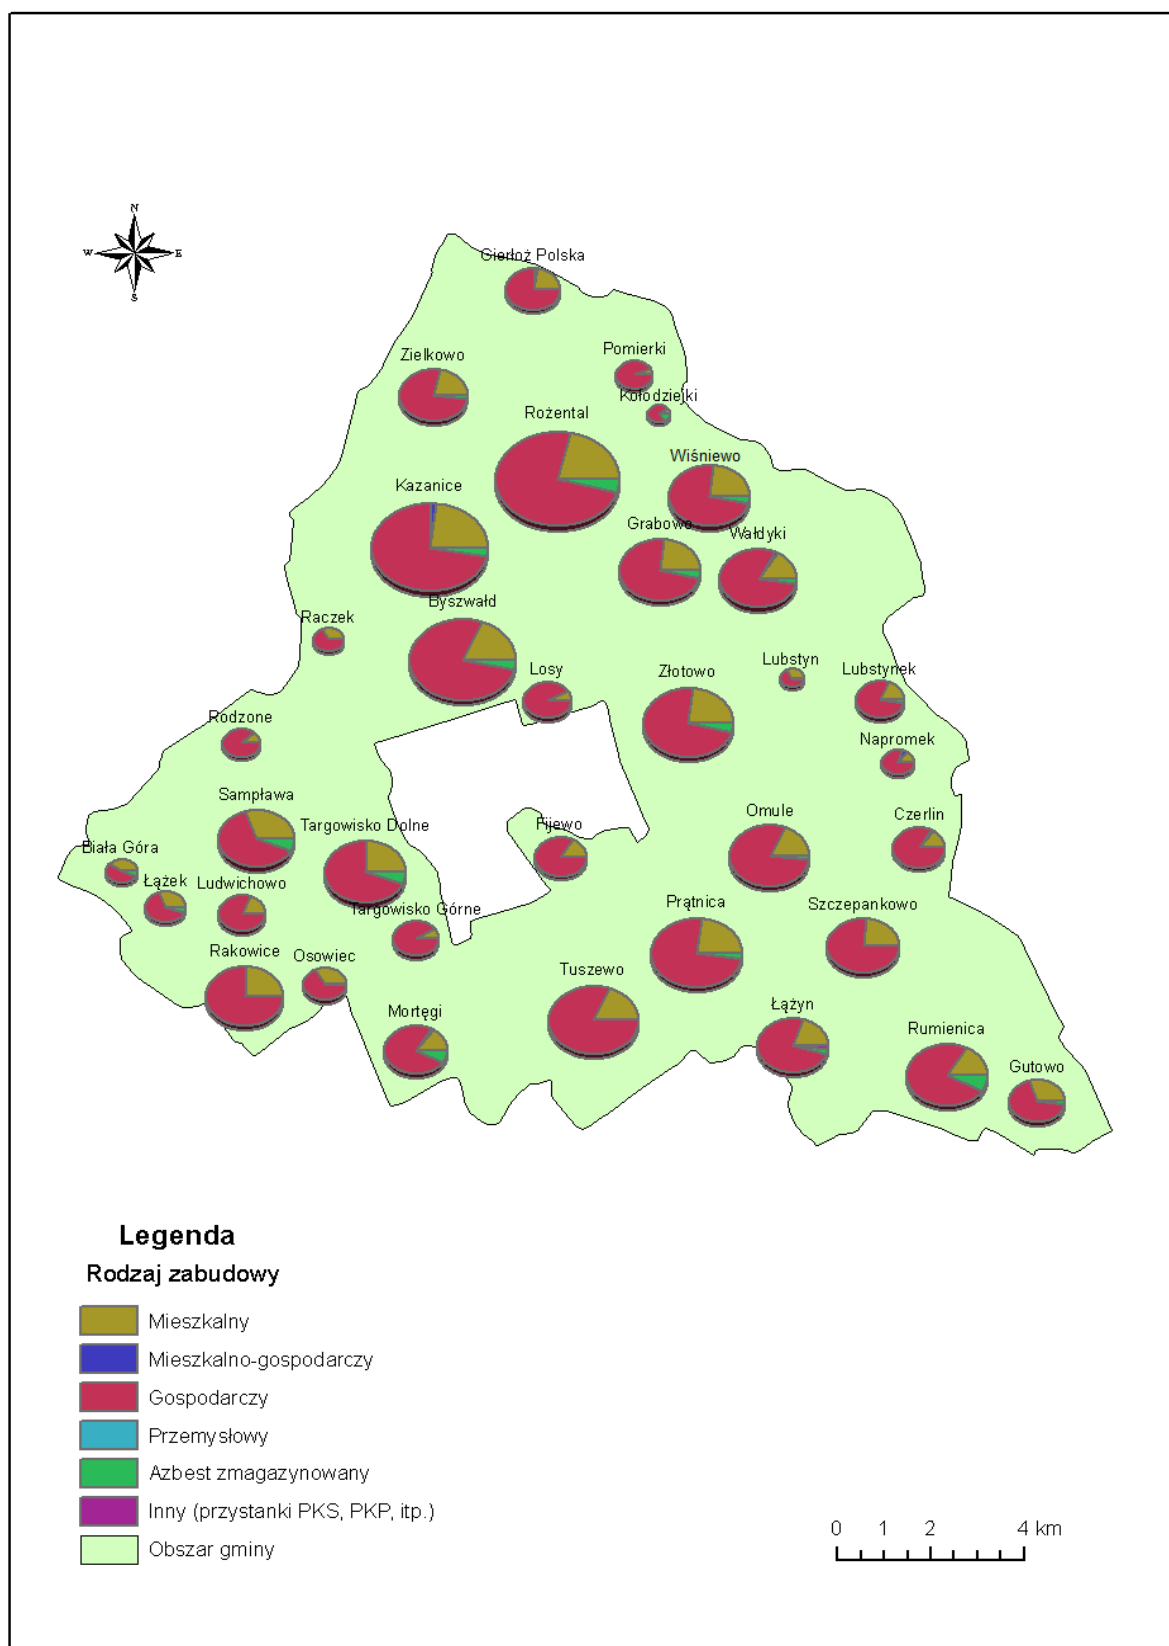 N
W E
S
Gierłoż Polska
Pomierki
Zielkowo
Kołodziejki
Rożental
Wiśniewo
Kazanice
Grabowo
Wałdyki
Byszwałd
Raczek
Lubstyn
Losy
Złotowo
Lubstynek
Rodzone
Napromek
Sampława
Omule
Czerlin
Targowisko Dolne
Fijewo
Biała Góra
Łążek
Ludwichowo
Prątnica
Szczepankowo
Targowisko Górne
Rakowice
Osowiec
Tuszewo
Mortęgi
Łążyn
Rumienica
Gutowo
Legenda
Rodzaj zabudowy
Mieszkalny
Mieszkalno-gospodarczy
Gospodarczy
Przemysłowy
Azbest zmagazynowany
Inny (przystanki PKS, PKP, itp.)
Obszar gminy
0 1 2 4 km